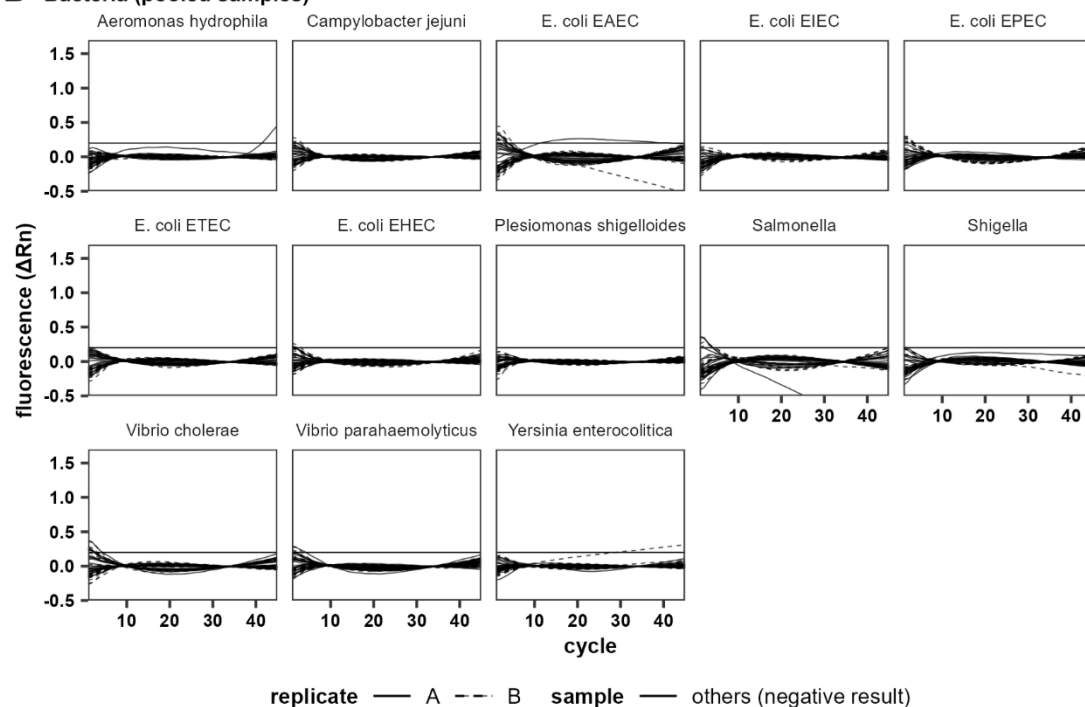 B Bacteria (pooled samples)
Aeromonas hydrophila Campylobacter jejuni E. coli EAEC E. coli EIEC E. coli EPEC
1.5
1.0
0.5
0.0
-0.5
E. coli ETEC E. coli EHEC Plesiomonas shigelloides Salmonella Shigella
fluorescence (ΔRn)
1.5
1.0
0.5
0.0
-0.5
10 20 30 40 10 20 30 40
Vibrio cholerae Vibrio parahaemolyticus Yersinia enterocolitica
1.5
1.0
0.5
0.0
-0.5
10 20 30 40 10 20 30 40 10 20 30 40
cycle
replicate A B sample others (negative result)